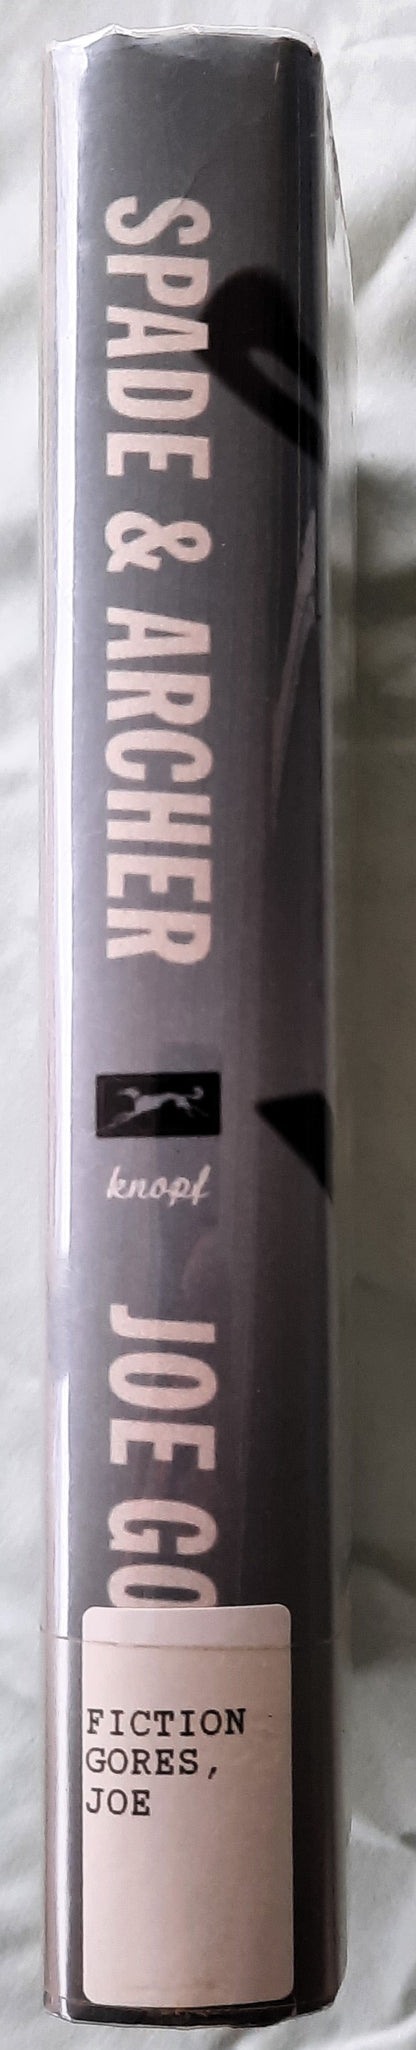 SPADE & ARCHER
knopf
JOE GO
FICTION
GORES,
JOE